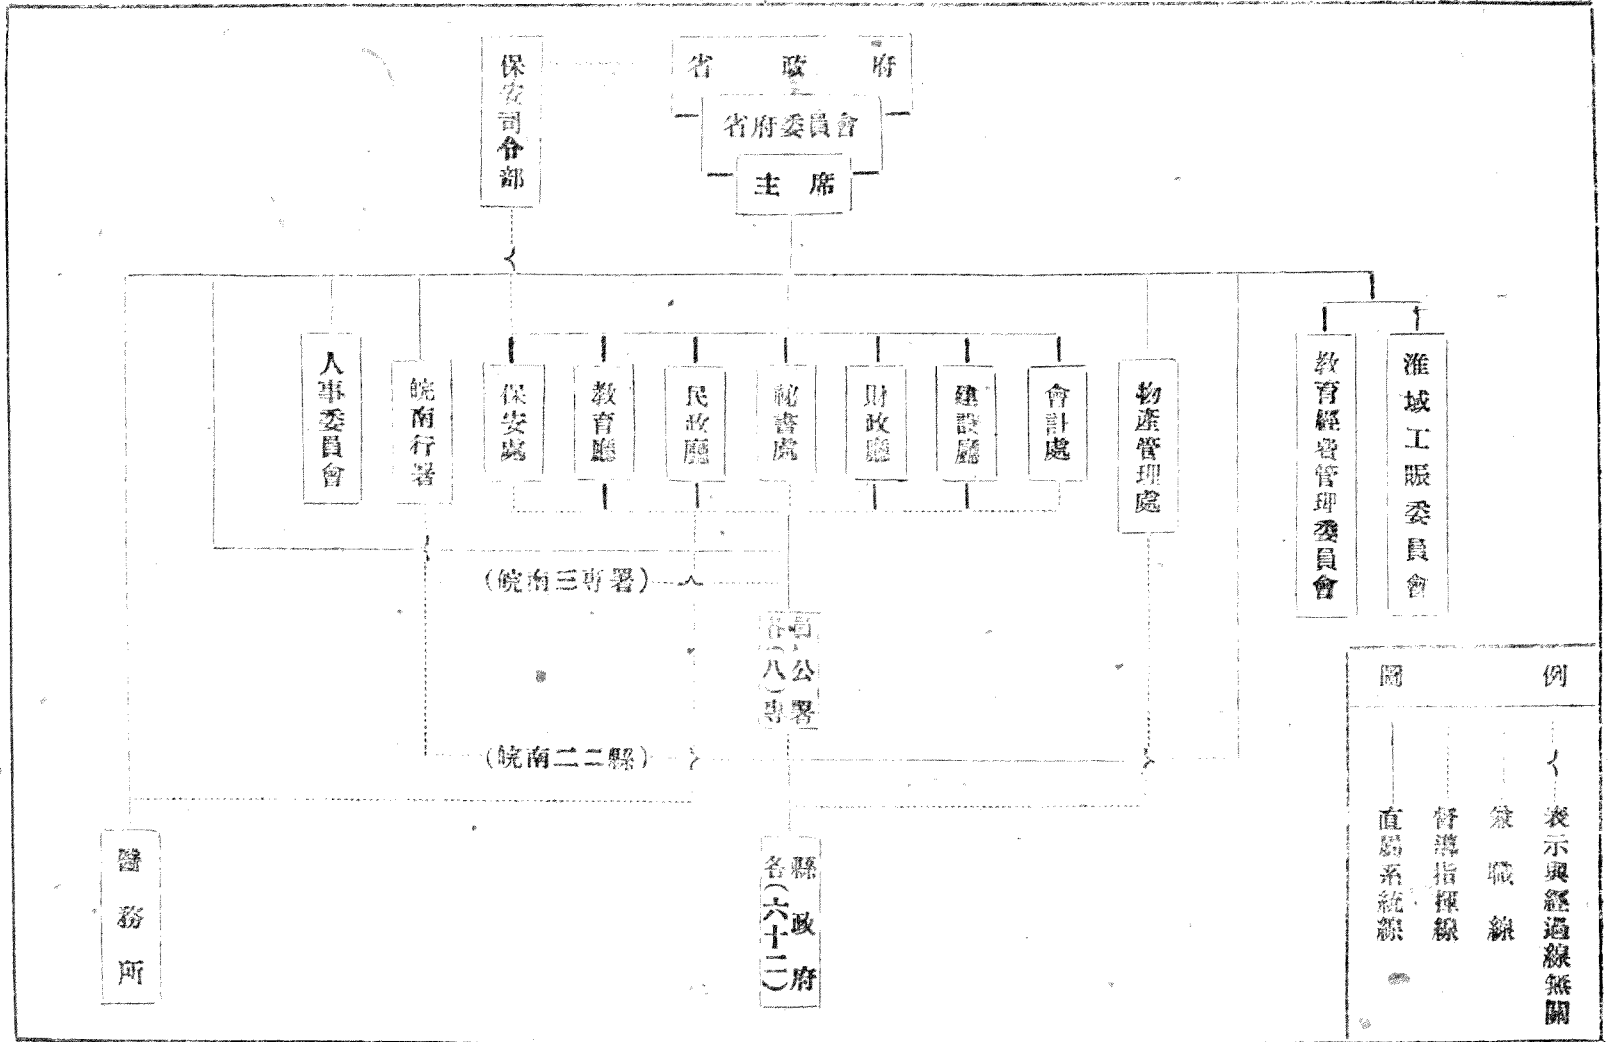 省政府
省府委員會
主席
保安司令部
人事委員會
皖南行署
保安處
教育廳
民政廳
秘書處
財政廳
建設廳
會計處
物產管理處
教育經費管理委員會
淮域工賑委員會
(皖南三專署)
各(八)專
員公署
(皖南二二縣)
各(六十二)
縣政府
醫務所
圖例
直屬系統線
督導指揮線
兼職線
表示與經過線無關